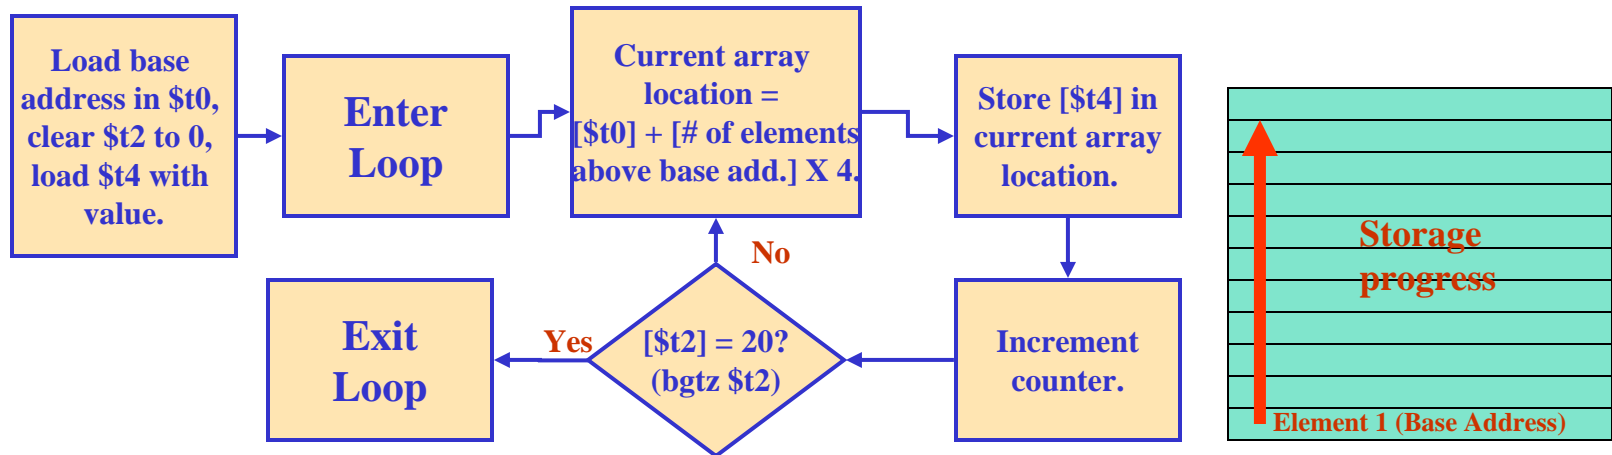 Load base
address in $t0,
clear $t2 to 0,
load $t4 with
value.
Enter
Loop
Current array
location =
[$t0] + [# of elements
above base add.] X 4.
Store [$t4] in
current array
location.
Increment
counter.
[$t2] = 20?
(bgtz $t2)
No
Yes
Exit
Loop
Storage
progress
Element 1 (Base Address)